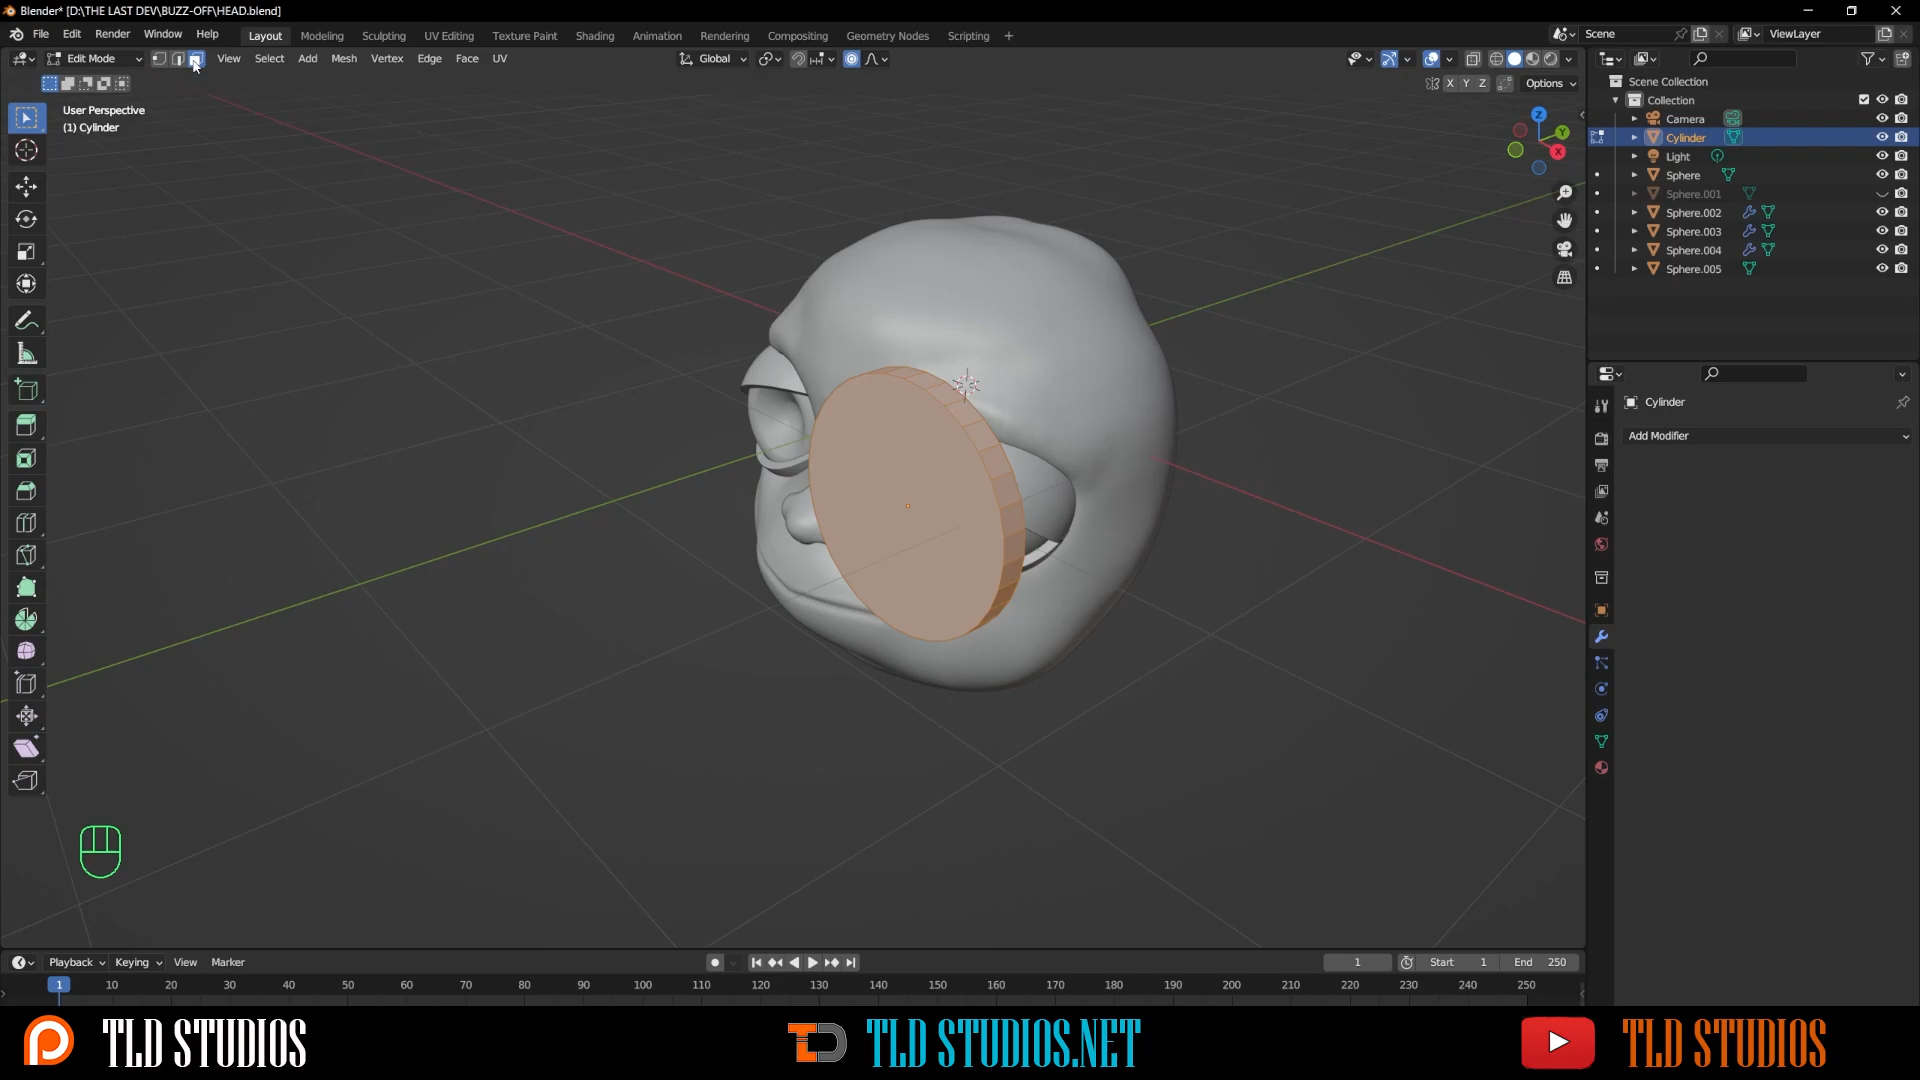 Blender* [D:\THE LAST DEV\BUZZ-OFF\HEAD.blend]
File Edit Render Window Help Layout Modeling Sculpting UV Editing Texture Paint Shading Animation Rendering Compositing Geometry Nodes Scripting + Scene ViewLayer
Edit Mode View Select Add Mesh Vertex Edge Face UV Global
X Y Z Options
User Perspective
(1) Cylinder
Z
Y
X
Scene Collection
Collection
Camera
Cylinder
Light
Sphere
Sphere.001
Sphere.002
Sphere.003
Sphere.004
Sphere.005
Cylinder
Add Modifier
Playback Keying View Marker 1 Start 1 End 250
1 10 20 30 40 50 60 70 80 90 100 110 120 130 140 150 160 170 180 190 200 210 220 230 240 250
TLD STUDIOS TLD STUDIOS.NET TLD STUDIOS